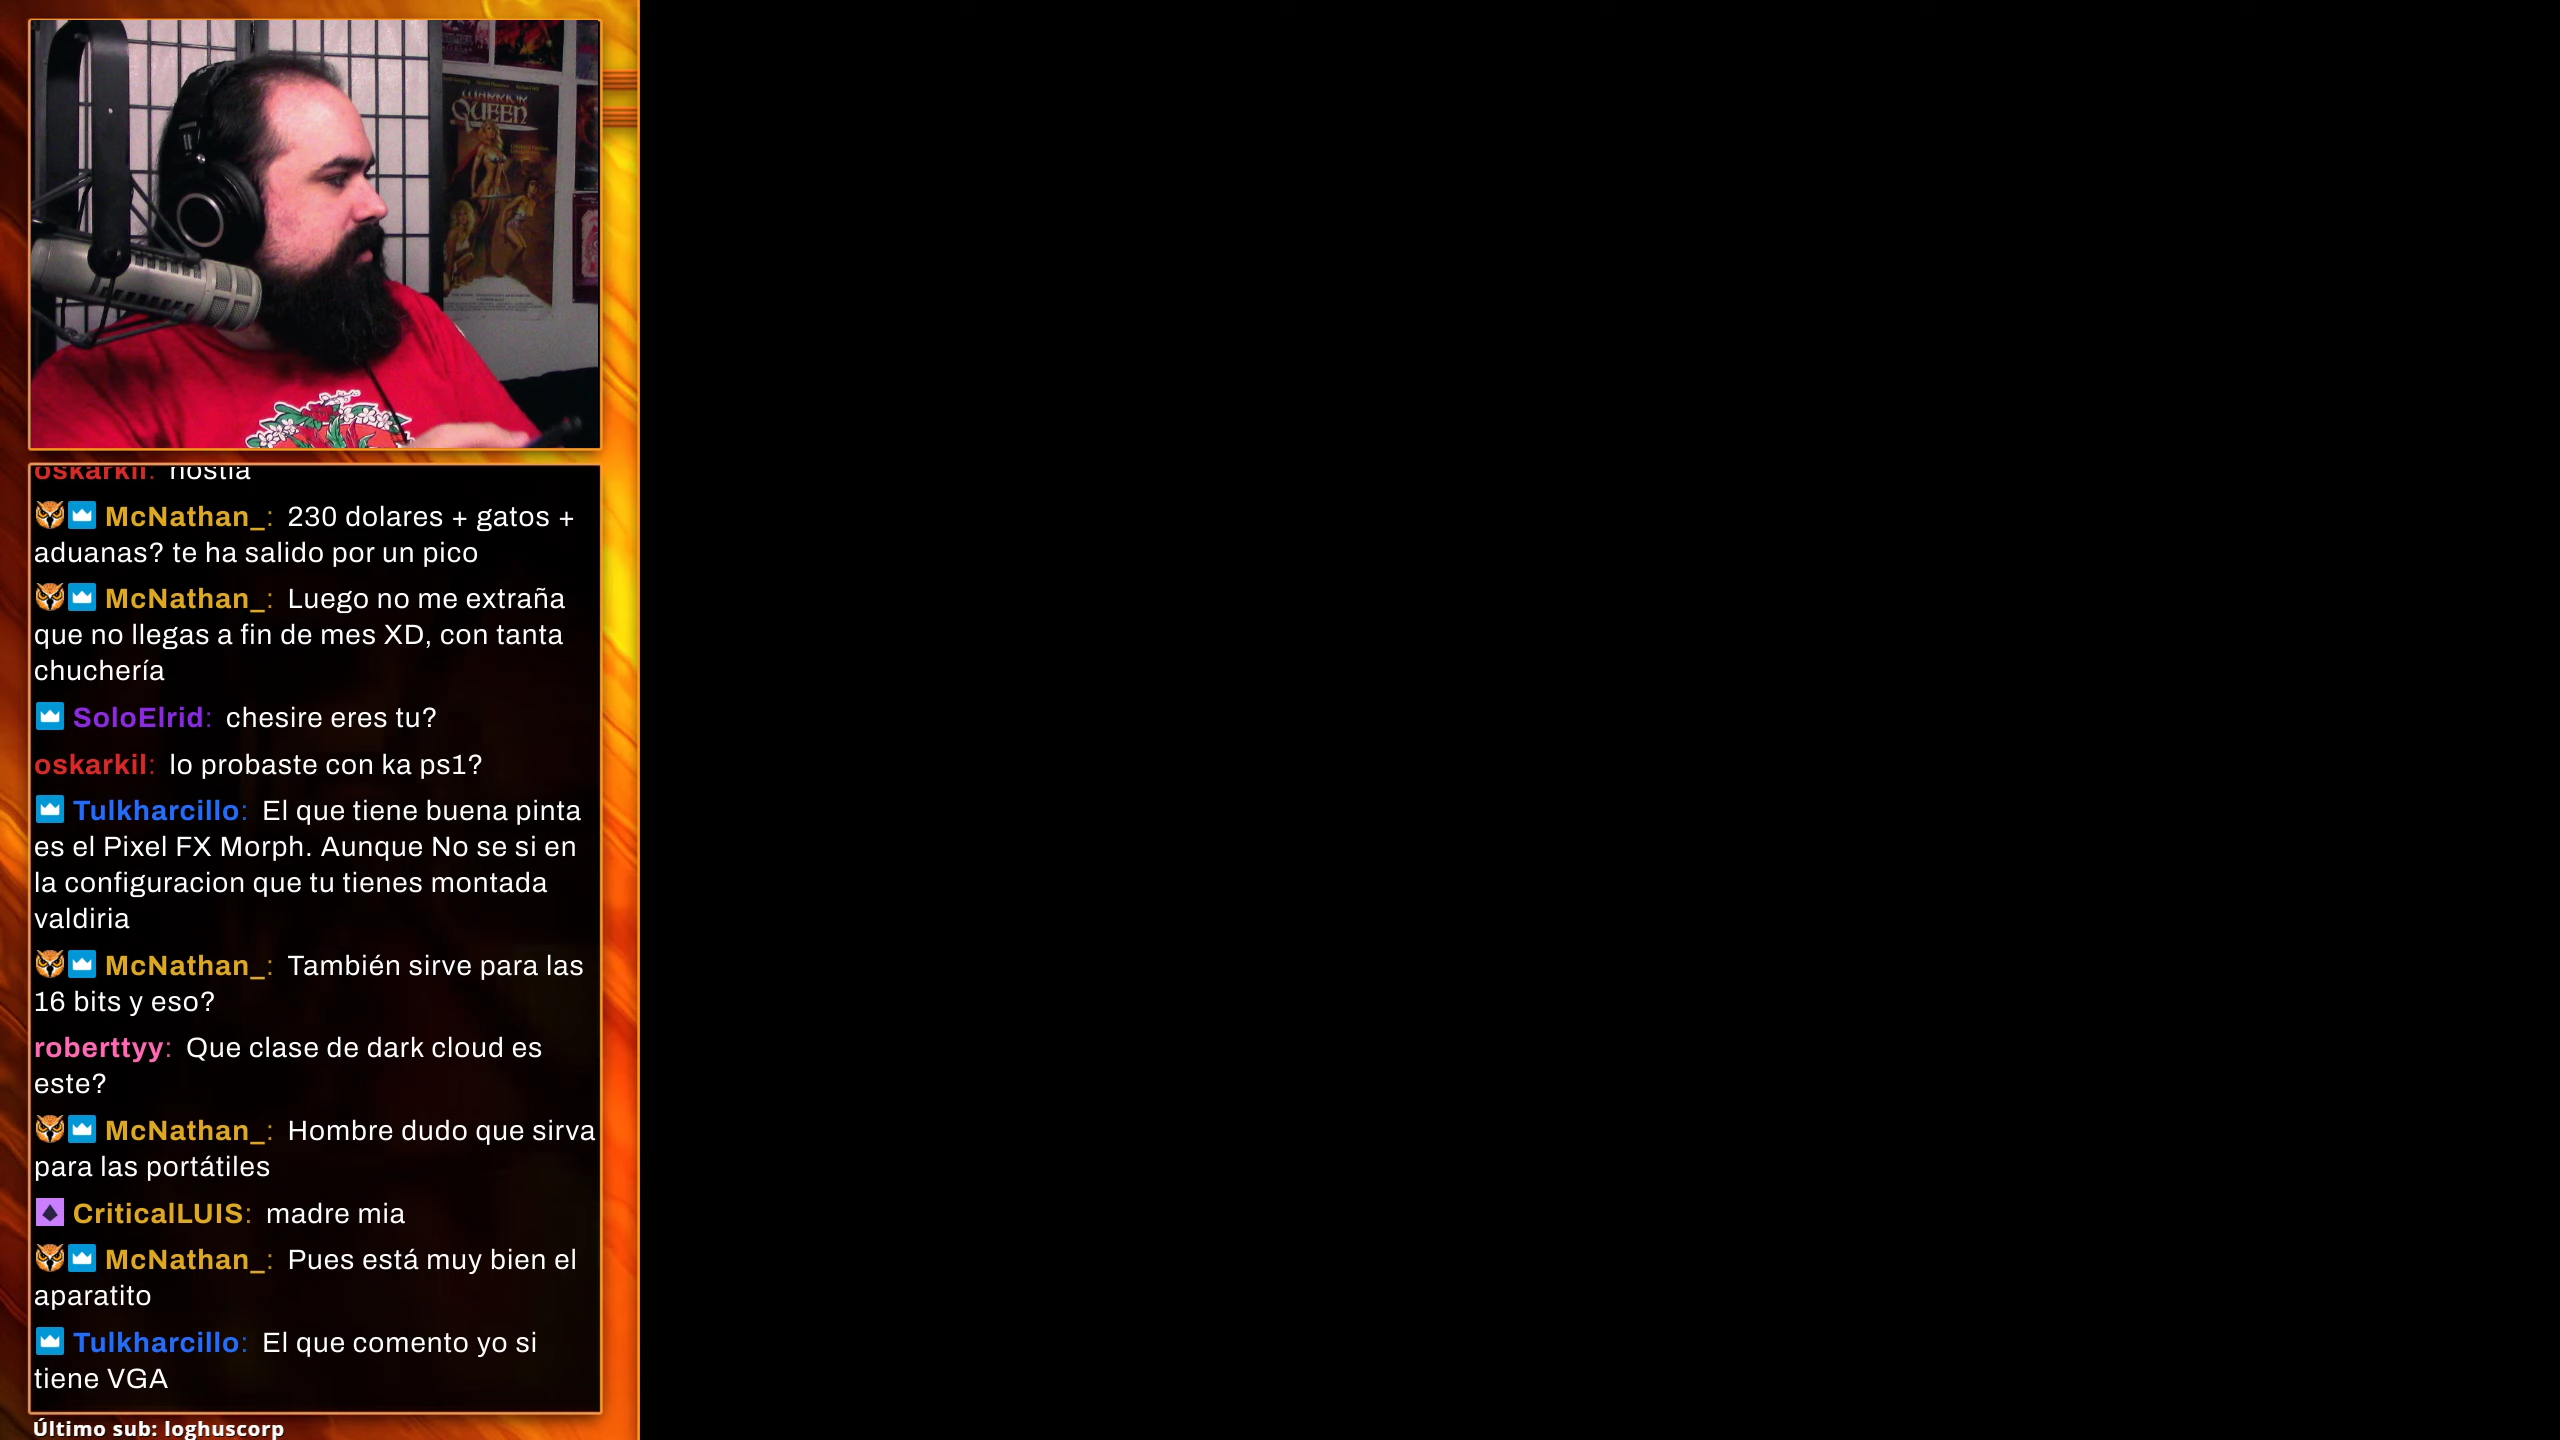 WARRIOR
QUEEN
oskarkil: hostia
McNathan_: 230 dolares + gatos +
aduanas? te ha salido por un pico
McNathan_: Luego no me extraña
que no llegas a fin de mes XD, con tanta
chuchería
SoloElrid: chesire eres tu?
oskarkil: lo probaste con ka ps1?
Tulkharcillo: El que tiene buena pinta
es el Pixel FX Morph. Aunque No se si en
la configuracion que tu tienes montada
valdiria
McNathan_: También sirve para las
16 bits y eso?
roberttyy: Que clase de dark cloud es
este?
McNathan_: Hombre dudo que sirva
para las portátiles
CriticalLUIS: madre mia
McNathan_: Pues está muy bien el
aparatito
Tulkharcillo: El que comento yo si
tiene VGA
Último sub: loghuscorp